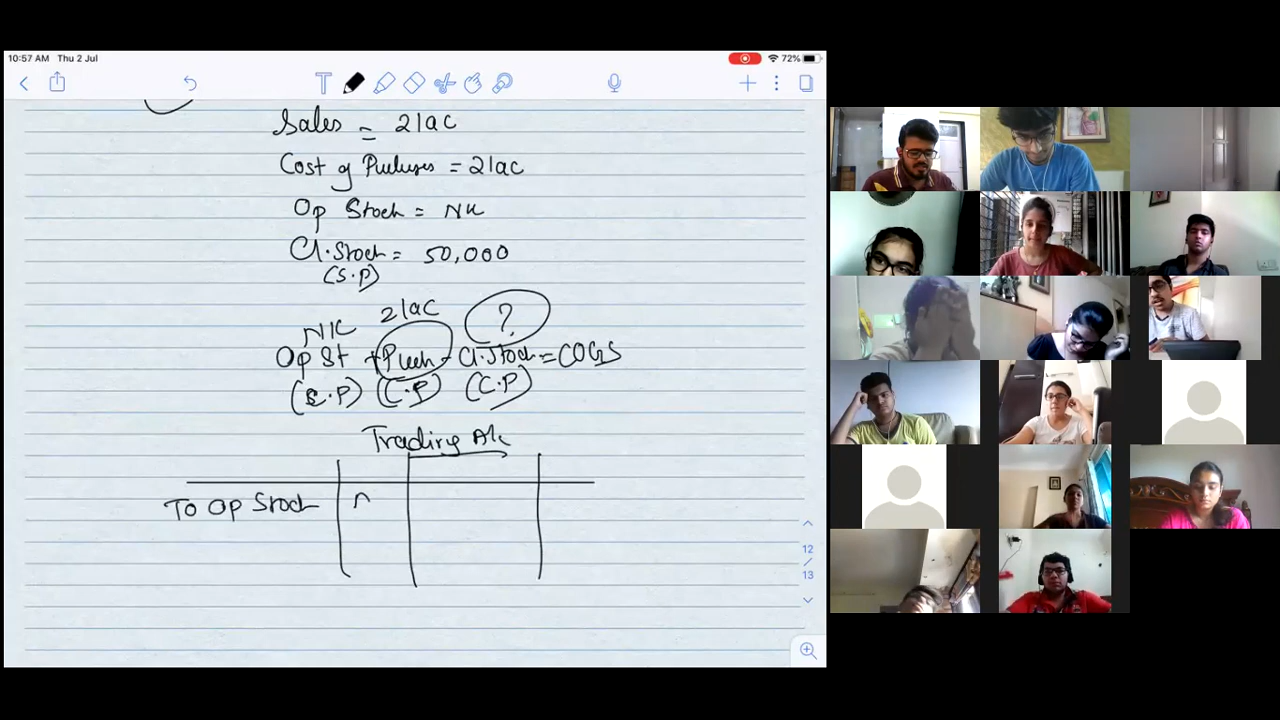 10:57 AM Thu 2 Jul
72%
T
Sales = 2lac
Cost of Purchases = 2lac
Op Stock = Nil
Cl. Stock = 50,000
(S.P)
Nil 2lac ?
Op St + Purch - Cl. Stock = COGS
(C.P) (C.P) (C.P)
Trading A/c
To Op Stock
12
/
13